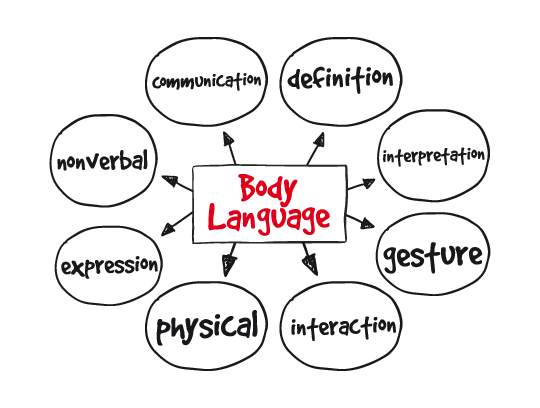 communication
definition
nonverbal
interpretation
Body
Language
expression
gesture
physical
interaction